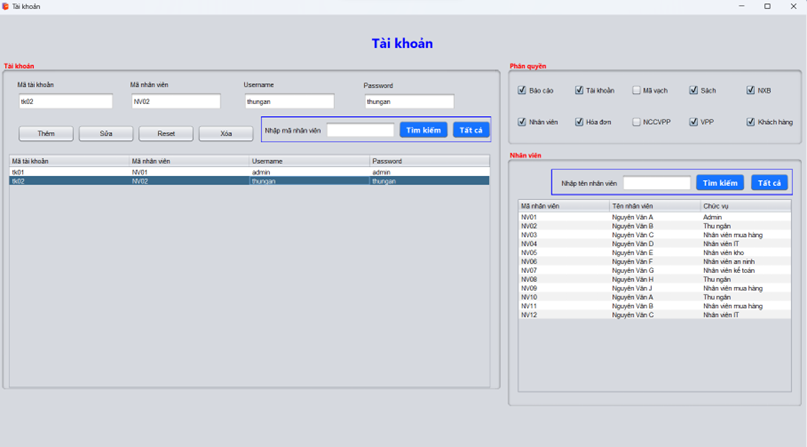 Tài khoản
Tài khoản
Tài khoản
Mã tài khoản
Mã nhân viên
Username
Password
tk02
NV02
thungan
thungan
Thêm
Sửa
Reset
Xóa
Nhập mã nhân viên
Tìm kiếm
Tất cả
Mã tài khoản Mã nhân viên Username Password
tk01 NV01 admin admin
tk02 NV02 thungan thungan
Phân quyền
Báo cáo Tài khoản Mã vạch Sách NXB
Nhân viên Hóa đơn NCCVPP VPP Khách hàng
Nhân viên
Nhập tên nhân viên
Tìm kiếm
Tất cả
Mã nhân viên Tên nhân viên Chức vụ
NV01 Nguyễn Văn A Admin
NV02 Nguyễn Văn B Thu ngân
NV03 Nguyễn Văn C Nhân viên mua hàng
NV04 Nguyễn Văn D Nhân viên IT
NV05 Nguyễn Văn E Nhân viên kho
NV06 Nguyễn Văn F Nhân viên an ninh
NV07 Nguyễn Văn G Nhân viên kế toán
NV08 Nguyễn Văn H Thu ngân
NV09 Nguyễn Văn J Nhân viên mua hàng
NV10 Nguyễn Văn A Thu ngân
NV11 Nguyễn Văn B Nhân viên mua hàng
NV12 Nguyễn Văn C Nhân viên IT